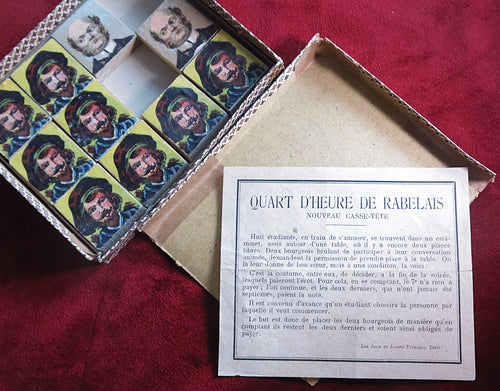 QUART D'HEURE DE RABELAIS
NOUVEAU CASSE-TÊTE
Huit étudiants, en train de s'amuser, se trouvent dans un esta-
minet, assis autour d'une table, où il y a encore deux places
libres. Deux bourgeois brûlant de participer à leur conversation
animée, demandent la permission de prendre place à la table. On
la leur donne de bon cœur, mais à une condition, la voici:
C'est la coutume, entre eux, de décider, à la fin de la soirée,
lesquels paieront l'écot. Pour cela, en se comptant, le 7e n'a rien à
payer; l'on continue, et les deux derniers, qui n'ont jamais été
septièmes, paient la note.
Il est convenu d'avance qu'un étudiant choisira la personne par
laquelle il veut commencer.
Le but est donc de placer les deux bourgeois de manière qu'en
comptant ils restent les deux derniers et soient ainsi obligés de
payer.
Les Jeux et Jouets Français, Paris.